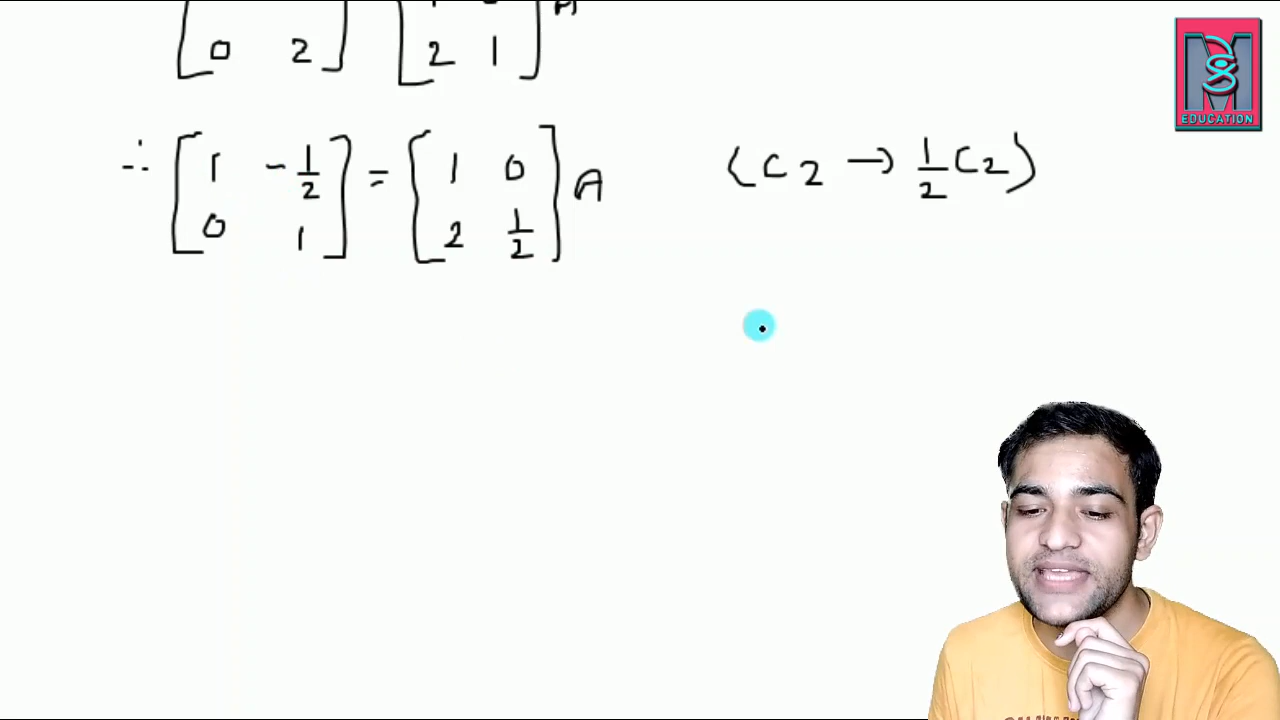 0 2 2 1 A
∴ [1 -1/2] = [1 0] A (C2 → 1/2 C2)
[0 1] [2 1/2]
EDUCATION